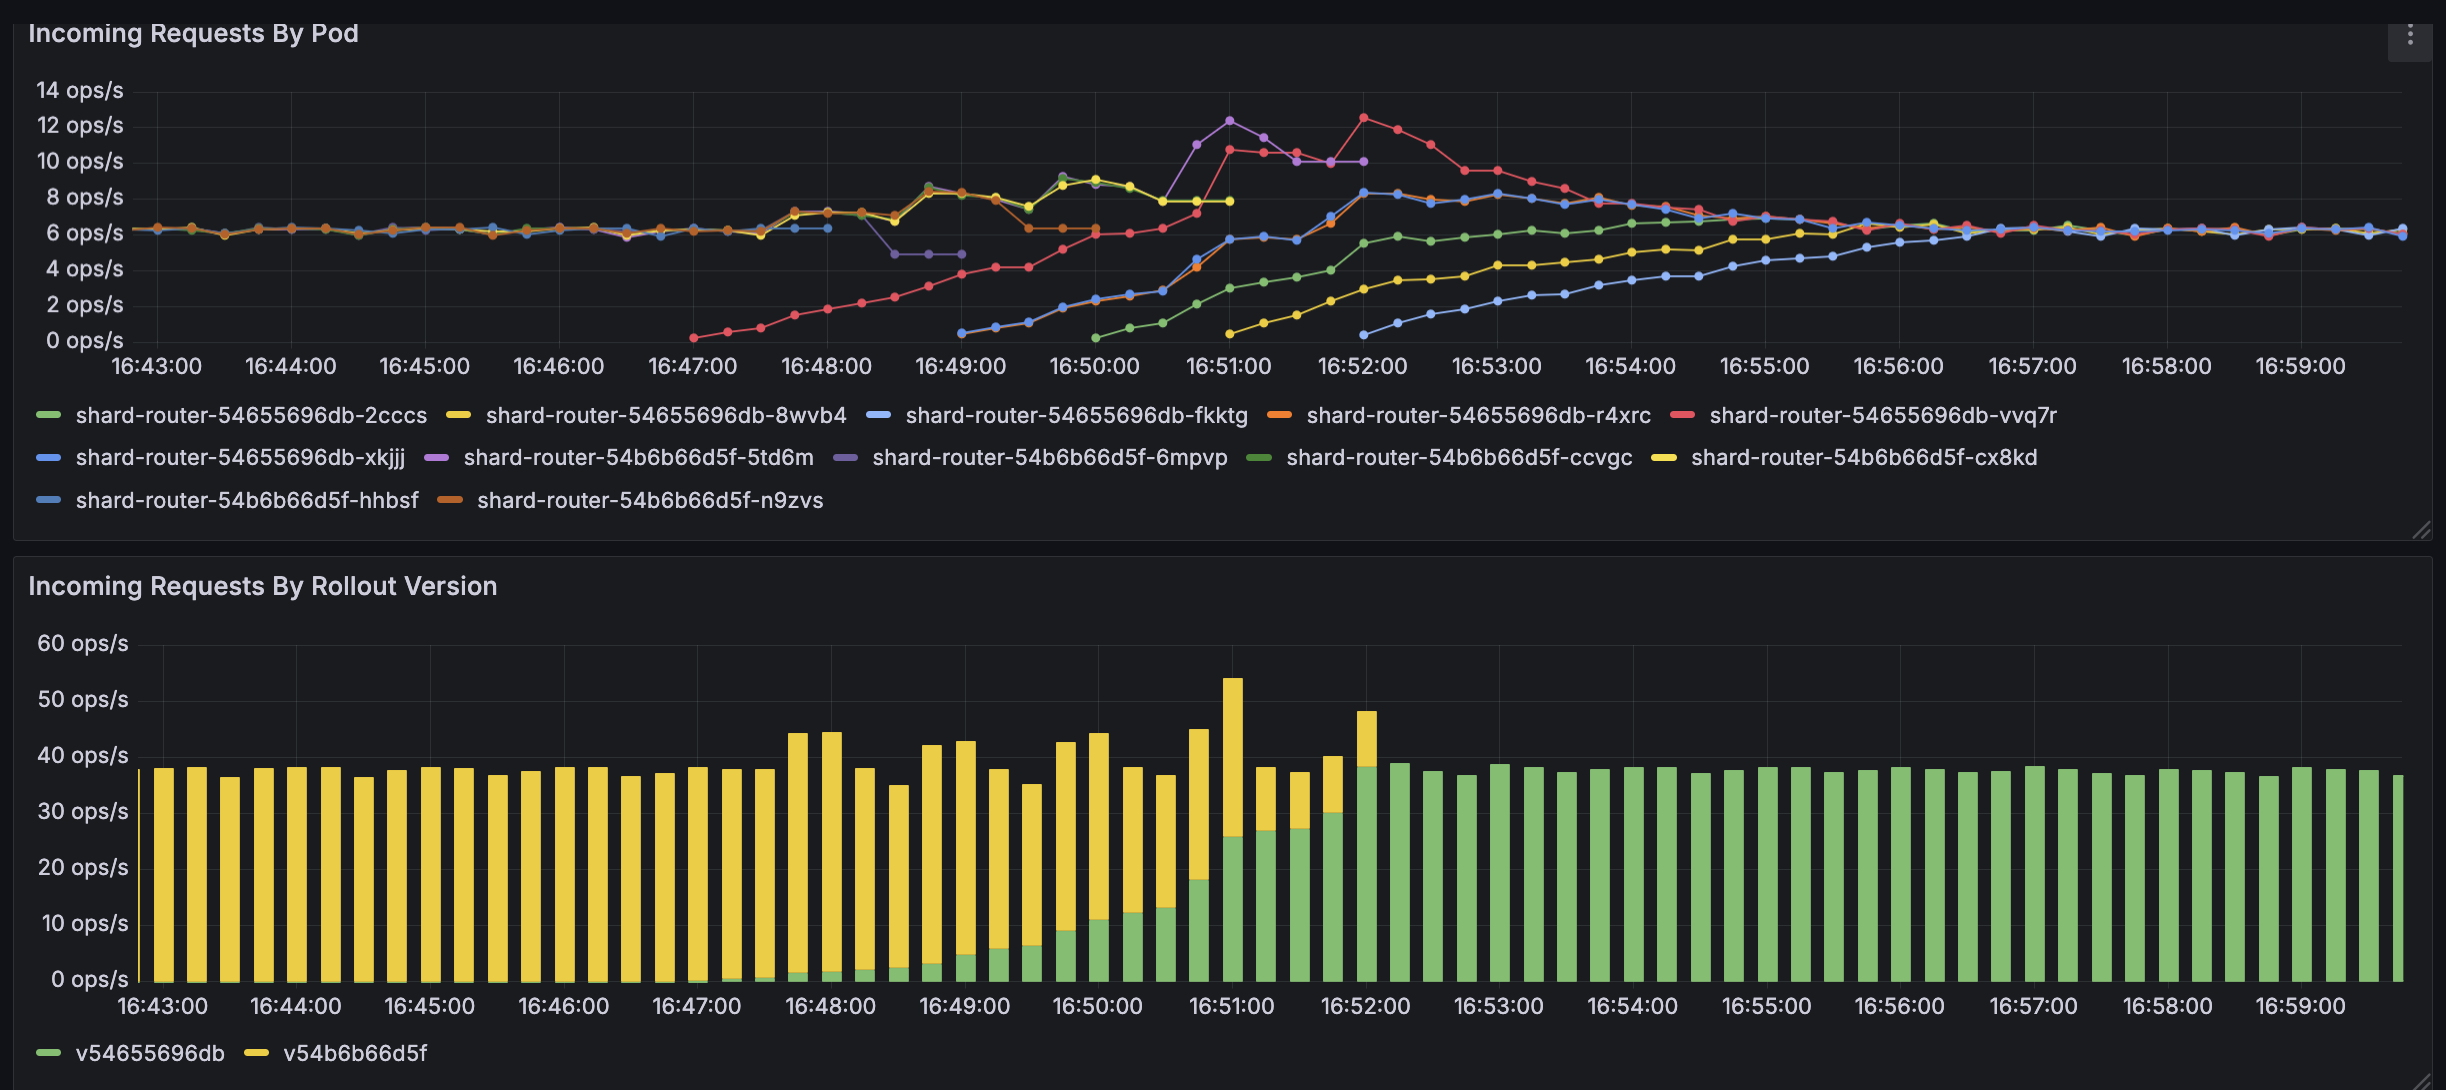 Incoming Requests By Pod
14 ops/s
12 ops/s
10 ops/s
8 ops/s
6 ops/s
4 ops/s
2 ops/s
0 ops/s
16:43:00 16:44:00 16:45:00 16:46:00 16:47:00 16:48:00 16:49:00 16:50:00 16:51:00 16:52:00 16:53:00 16:54:00 16:55:00 16:56:00 16:57:00 16:58:00 16:59:00
shard-router-54655696db-2cccs shard-router-54655696db-8wvb4 shard-router-54655696db-fkktg shard-router-54655696db-r4xrc shard-router-54655696db-vvq7r
shard-router-54655696db-xkjjj shard-router-54b6b66d5f-5td6m shard-router-54b6b66d5f-6mpvp shard-router-54b6b66d5f-ccvgc shard-router-54b6b66d5f-cx8kd
shard-router-54b6b66d5f-hhbsf shard-router-54b6b66d5f-n9zvs
Incoming Requests By Rollout Version
60 ops/s
50 ops/s
40 ops/s
30 ops/s
20 ops/s
10 ops/s
0 ops/s
16:43:00 16:44:00 16:45:00 16:46:00 16:47:00 16:48:00 16:49:00 16:50:00 16:51:00 16:52:00 16:53:00 16:54:00 16:55:00 16:56:00 16:57:00 16:58:00 16:59:00
v54655696db v54b6b66d5f